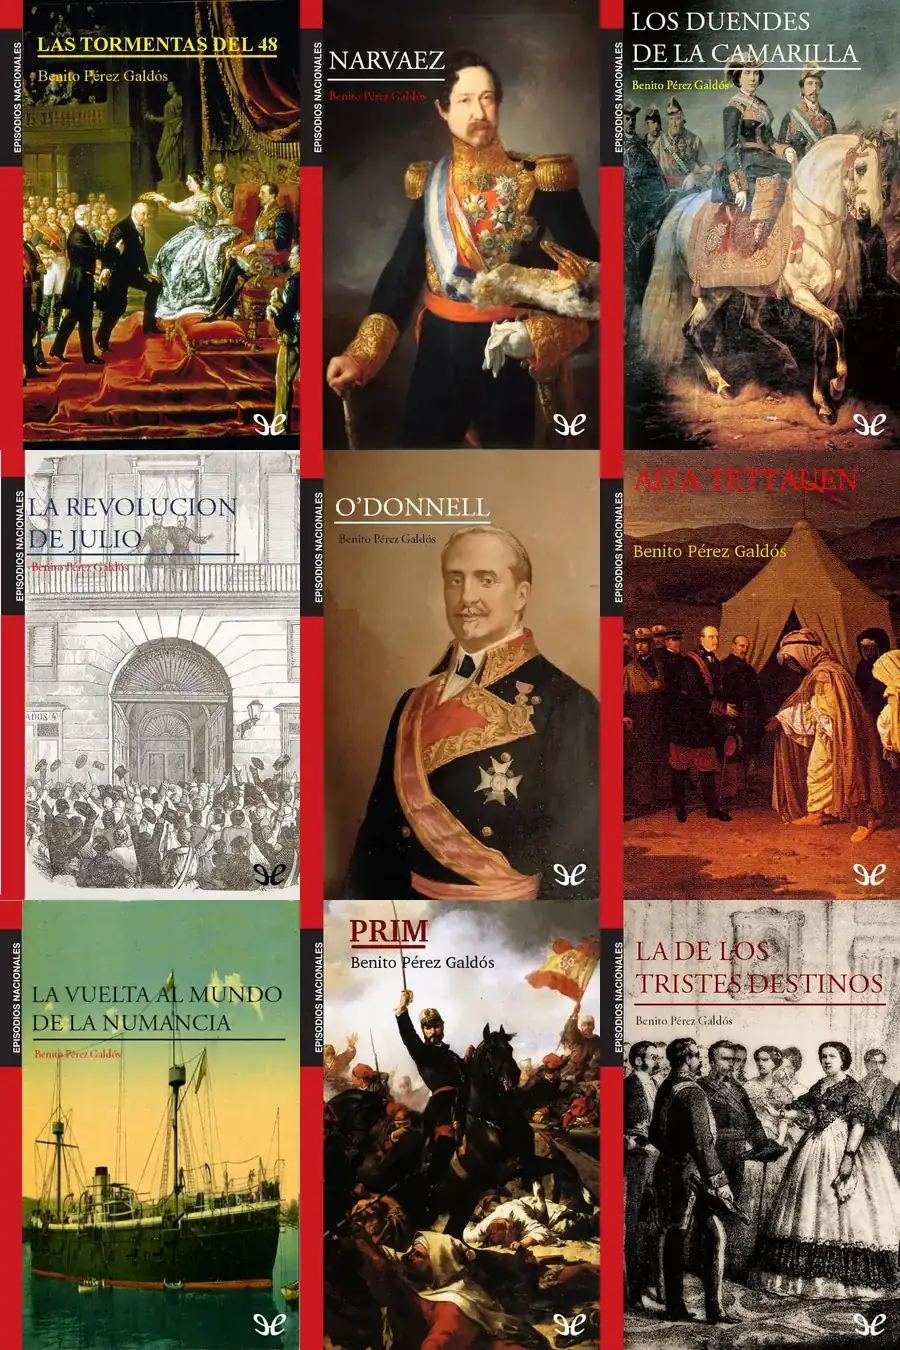 EPISODIOS NACIONALES
LAS TORMENTAS DEL 48
Benito Pérez Galdós
EPISODIOS NACIONALES
NARVAEZ
Benito Pérez Galdós
EPISODIOS NACIONALES
LOS DUENDES
DE LA CAMARILLA
Benito Pérez Galdós
EPISODIOS NACIONALES
LA REVOLUCION
DE JULIO
Benito Pérez Galdós
ADOS
EPISODIOS NACIONALES
O'DONNELL
Benito Pérez Galdós
EPISODIOS NACIONALES
AITA TETTAUEN
Benito Pérez Galdós
EPISODIOS NACIONALES
LA VUELTA AL MUNDO
DE LA NUMANCIA
Benito Pérez Galdós
EPISODIOS NACIONALES
PRIM
Benito Pérez Galdós
EPISODIOS NACIONALES
LA DE LOS
TRISTES DESTINOS
Benito Pérez Galdós